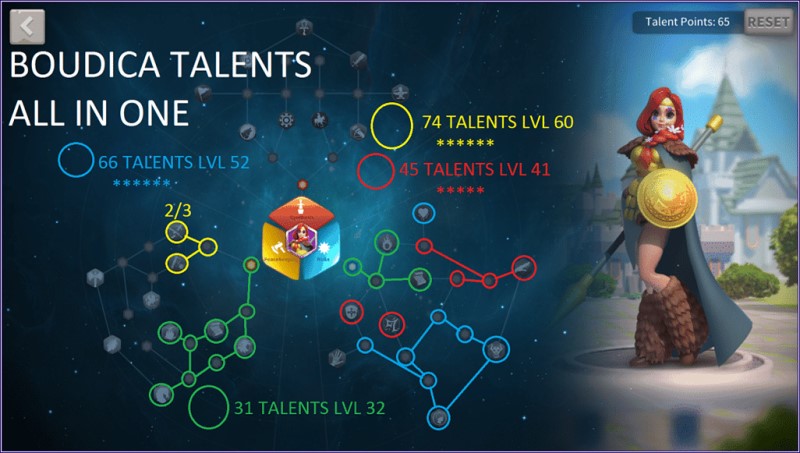 Talent Points: 65
RESET
BOUDICA TALENTS
ALL IN ONE
74 TALENTS LVL 60
******
66 TALENTS LVL 52
******
45 TALENTS LVL 41
*****
2/3
31 TALENTS LVL 32